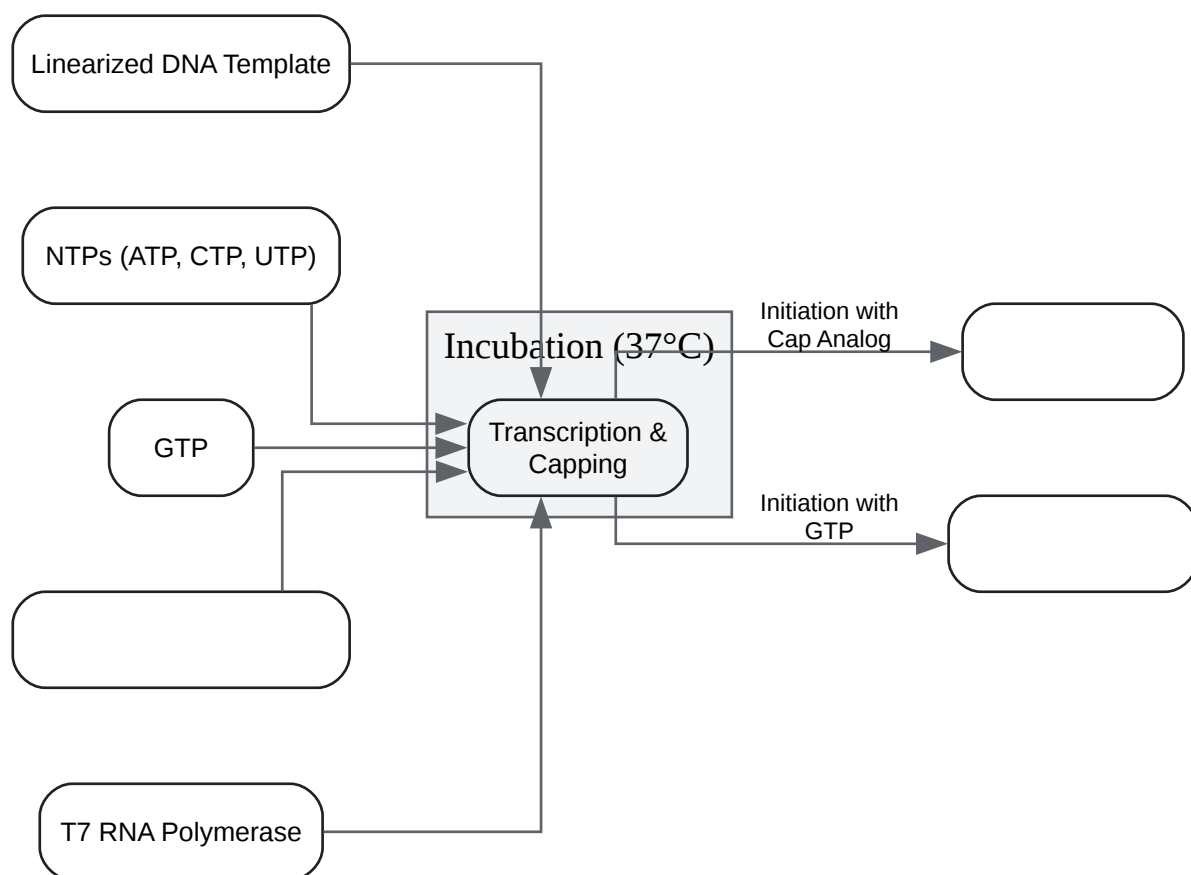 Linearized DNA Template
NTPs (ATP, CTP, UTP)
Initiation with
Cap Analog
Incubation (37°C)
Transcription &
Capping
GTP
Initiation with
GTP
T7 RNA Polymerase